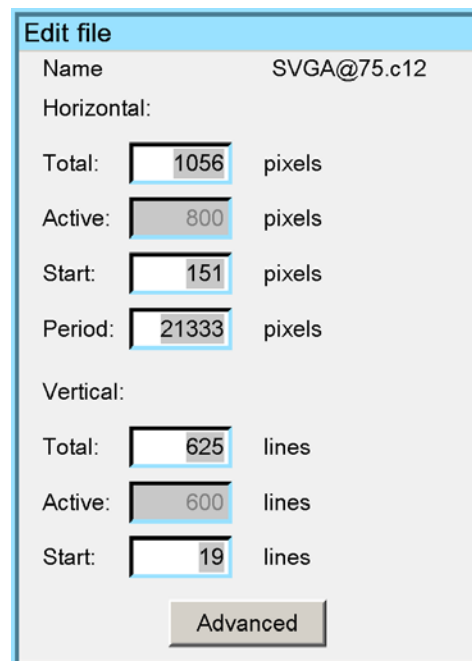 Edit file
Name SVGA@75.c12
Horizontal:
Total: 1056 pixels
Active: 800 pixels
Start: 151 pixels
Period: 21333 pixels
Vertical:
Total: 625 lines
Active: 600 lines
Start: 19 lines
Advanced